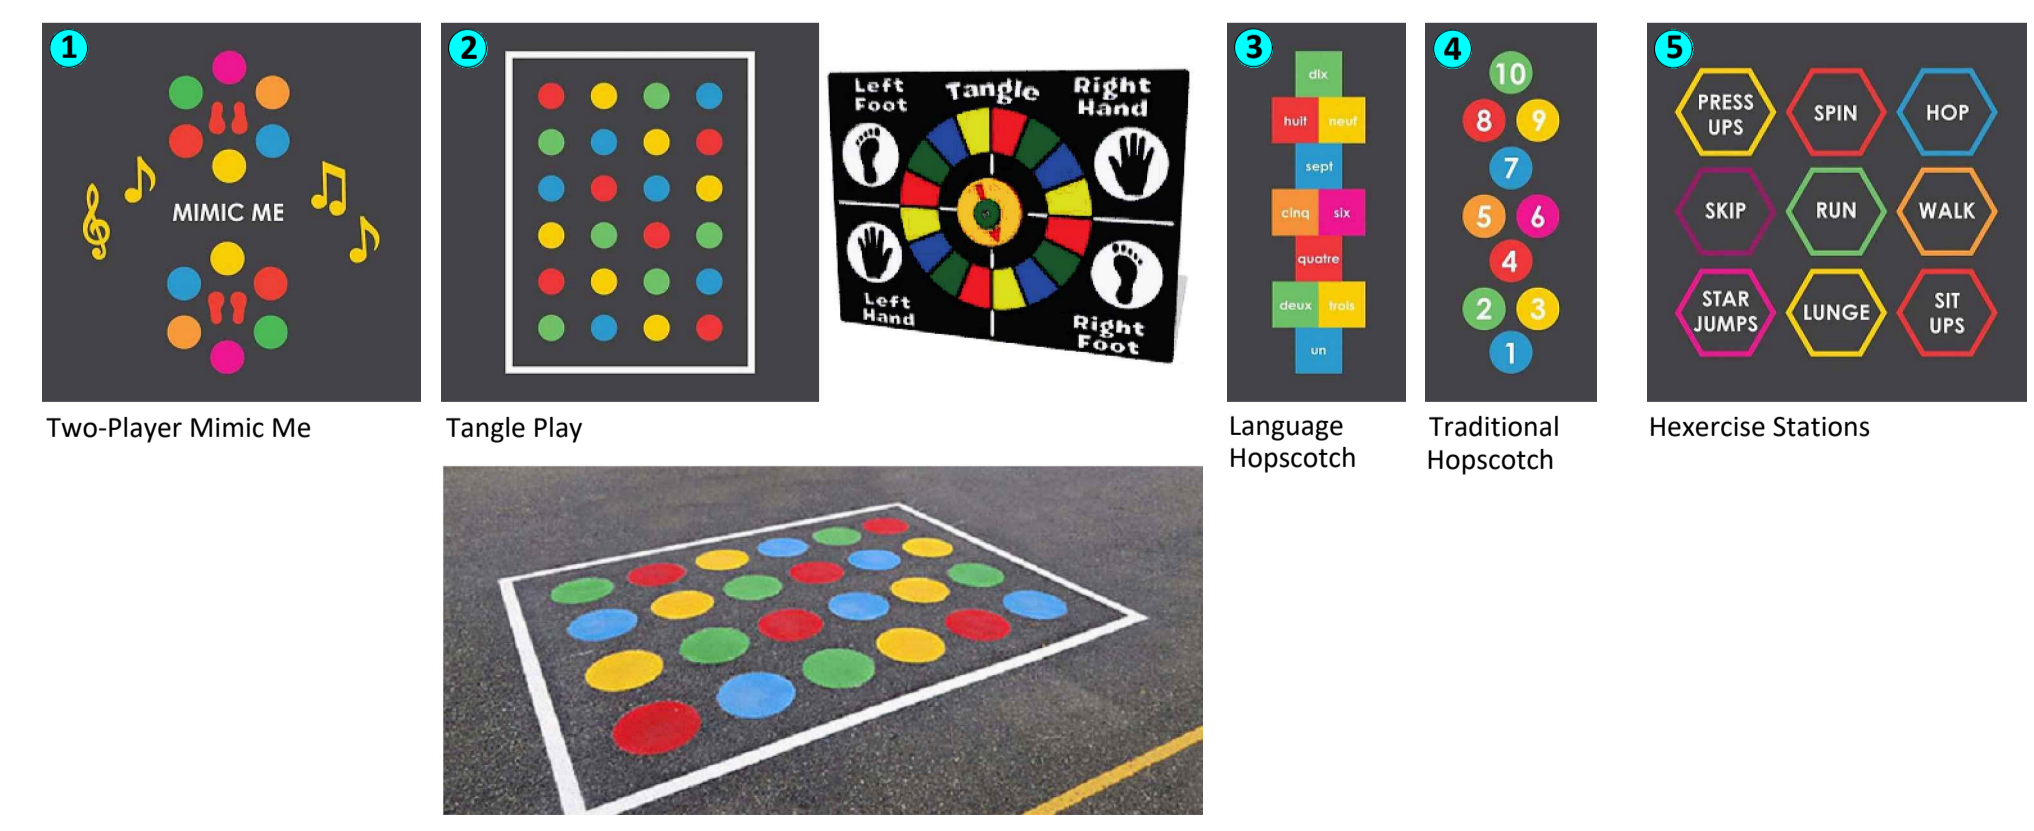 1
MIMIC ME
Two-Player Mimic Me
2
Tangle Play
Left
Foot
Tangle
Right
Hand
Left
Hand
Right
Foot
3
dix
huit neuf
sept
cinq six
quatre
deux trois
un
Language
Hopscotch
4
10
8 9
7
5 6
4
2 3
1
Traditional
Hopscotch
5
PRESS
UPS
SPIN
HOP
SKIP
RUN
WALK
STAR
JUMPS
LUNGE
SIT
UPS
Hexercise Stations